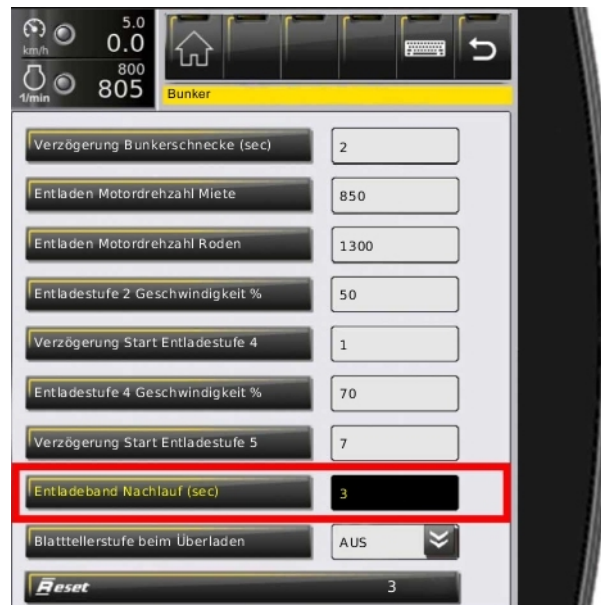 5.0
km/h 0.0
800
1/min 805
Bunker
Verzögerung Bunkerschnecke (sec) 2
Entladen Motordrehzahl Miete 850
Entladen Motordrehzahl Roden 1300
Entladestufe 2 Geschwindigkeit % 50
Verzögerung Start Entladestufe 4 1
Entladestufe 4 Geschwindigkeit % 70
Verzögerung Start Entladestufe 5 7
Entladeband Nachlauf (sec) 3
Blatttellerstufe beim Überladen AUS
Reset 3